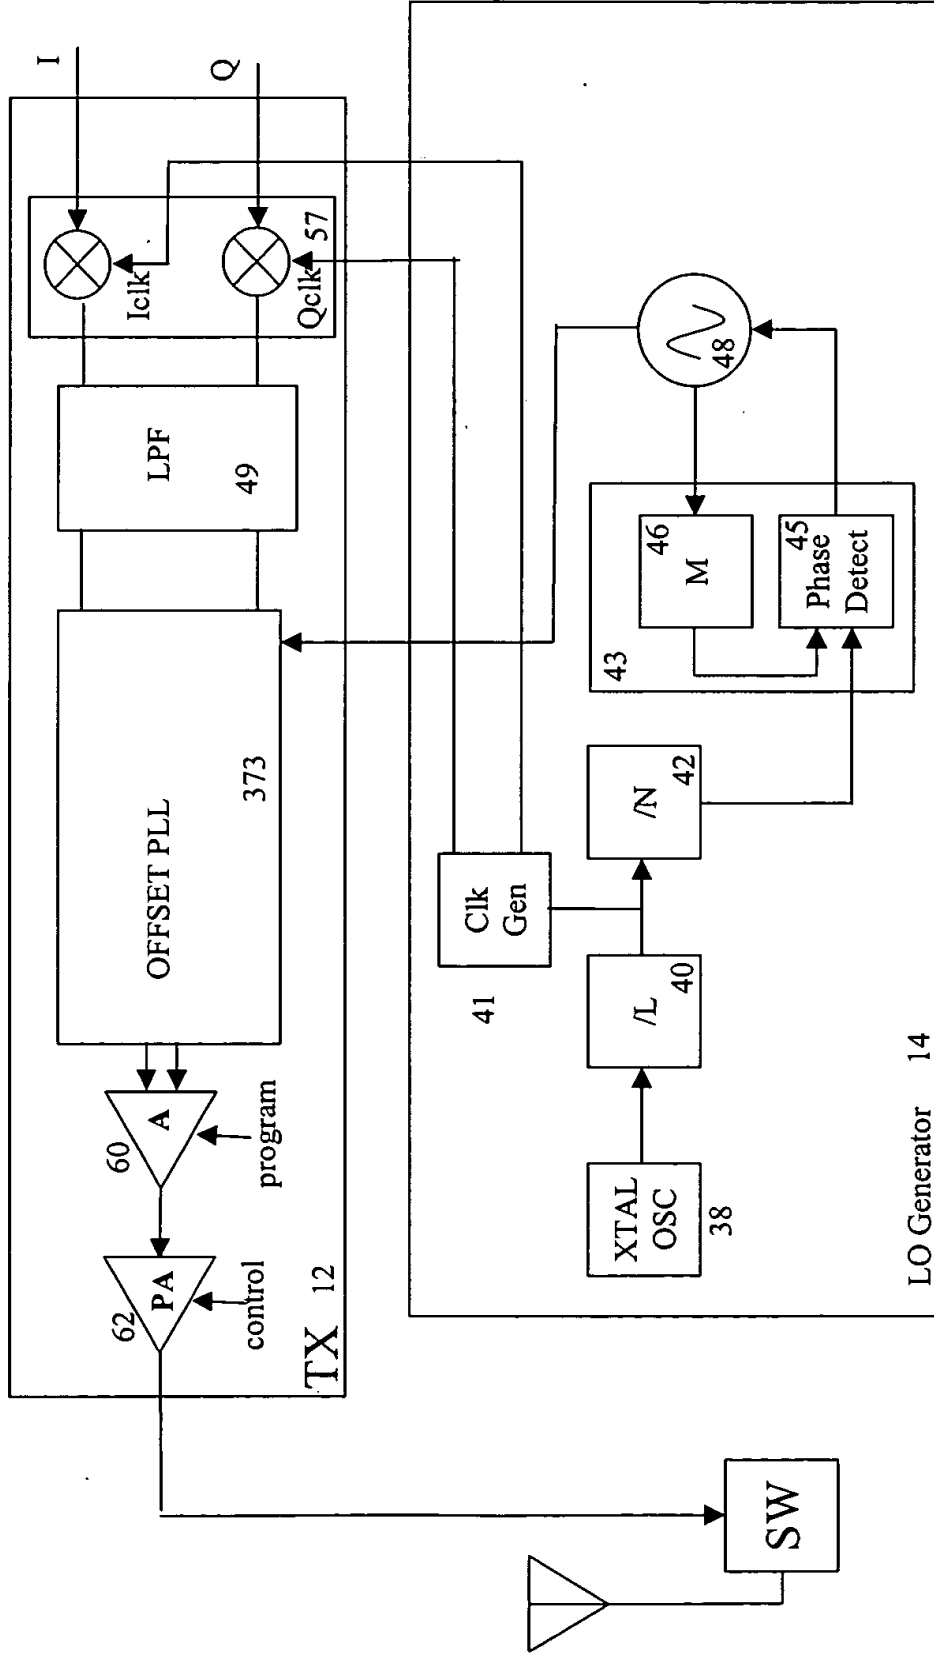 I
Q
Iclk
Qclk
57
LPF
49
OFFSET PLL
373
A
60
program
PA
62
control
TX 12
Clk
Gen
41
XTAL
OSC
38
/L
40
/N
42
43
M
46
45
Phase
Detect
48
LO Generator 14
SW